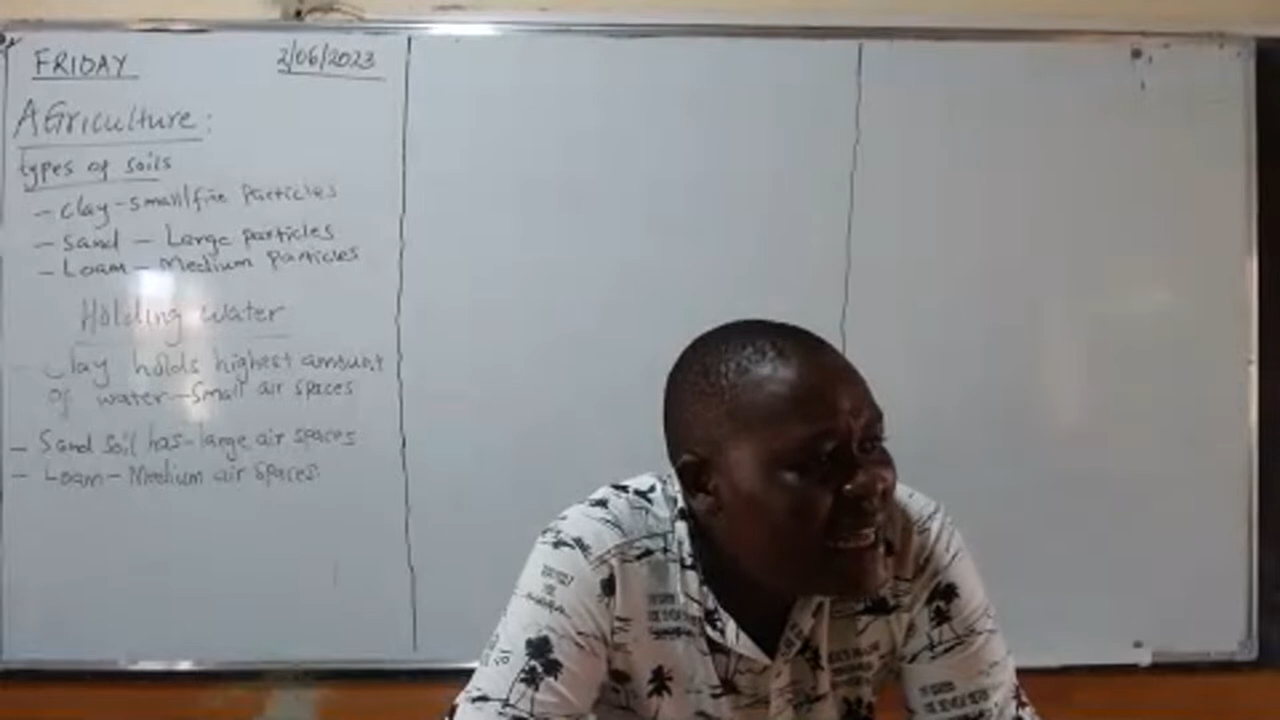 FRIDAY 2/06/2023
AGriculture:
types of soils
- Clay-small/fine Particles
- Sand - Large particles
- Loam - Medium Particles
Holding water
Clay holds highest amount
of water-Small air spaces
- Sand Soil has-large air spaces
- Loam - Medium air spaces.